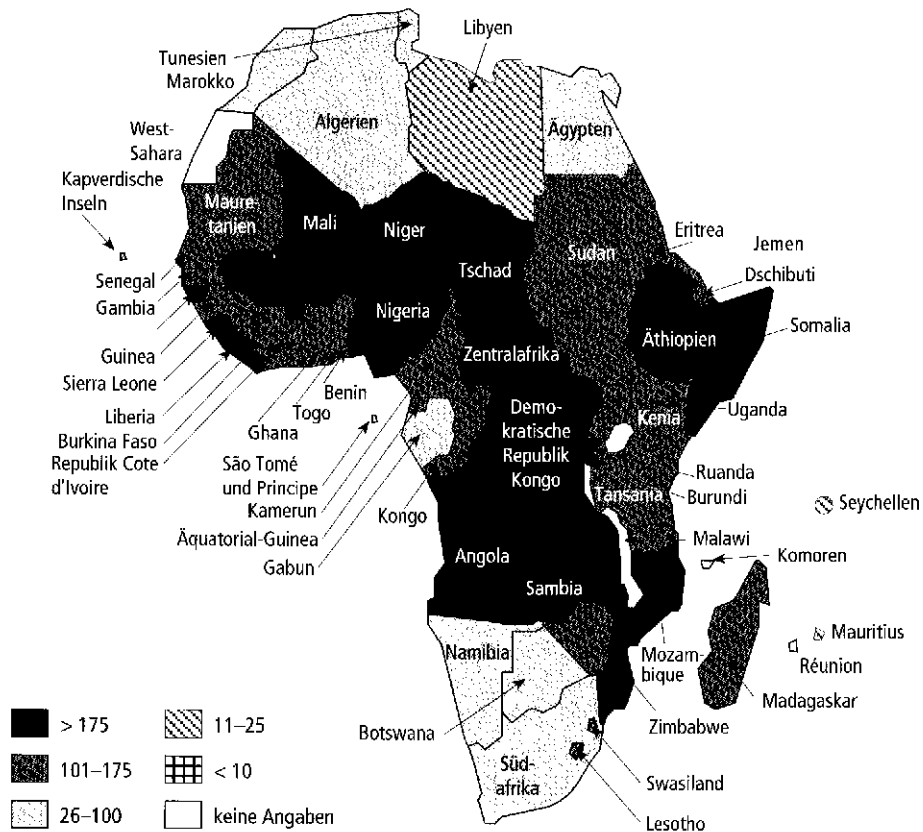 Libyen
Tunesien
Marokko
Algerien
Ägypten
West-
Sahara
Kapverdische
Inseln
Maure-
tanien
Mali
Niger
Tschad
Sudan
Eritrea
Jemen
Dschibuti
Senegal
Gambia
Nigeria
Äthiopien
Somalia
Guinea
Zentralafrika
Sierra Leone
Benin
Togo
Ghana
Liberia
Burkina Faso
Republik Cote
d'Ivoire
Demo-
kratische
Republik
Kongo
Kenia
Uganda
São Tomé
und Principe
Kamerun
Kongo
Äquatorial-Guinea
Gabun
Ruanda
Burundi
Tansania
Seychellen
Malawi
Komoren
Angola
Sambia
Mauritius
Réunion
Namibia
Mozam-
bique
Madagaskar
Zimbabwe
Botswana
Süd-
afrika
Swasiland
Lesotho
> 175
11–25
101–175
< 10
26–100
keine Angaben